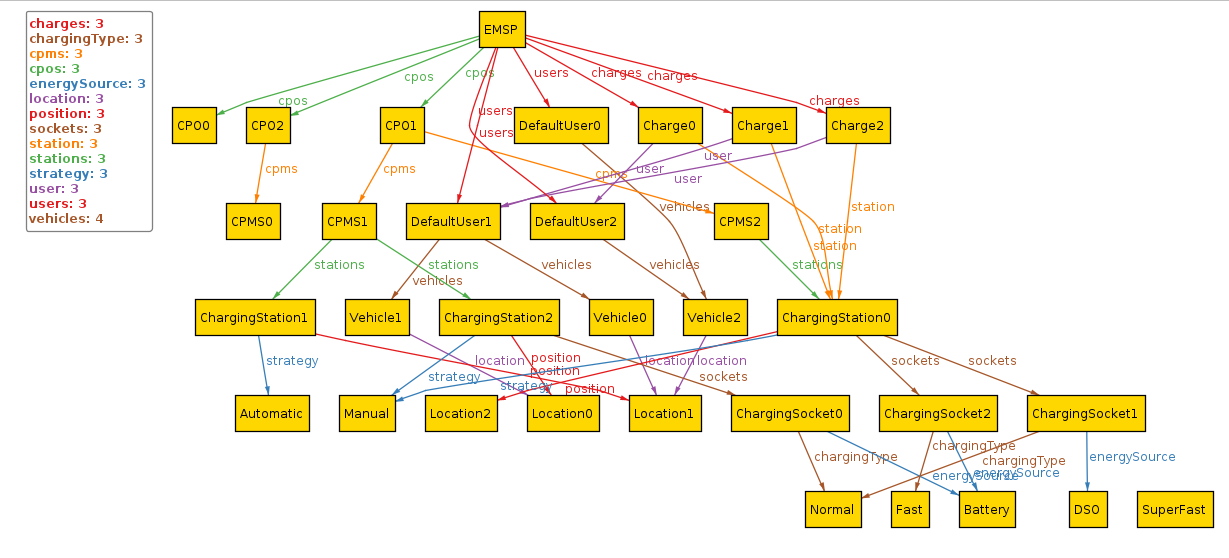 charges: 3
chargingType: 3
cpms: 3
cpos: 3
energySource: 3
location: 3
position: 3
sockets: 3
station: 3
stations: 3
strategy: 3
user: 3
users: 3
vehicles: 4
EMSP
cpos
cpos
cpos
users
charges
charges
charges
users
users
CPO0
CPO2
CPO1
DefaultUser0
Charge0
Charge1
Charge2
cpms
cpms
cpms
user
user
user
CPMS0
CPMS1
DefaultUser1
DefaultUser2
CPMS2
vehicles
station
station
station
stations
stations
vehicles
vehicles
vehicles
stations
ChargingStation1
Vehicle1
ChargingStation2
Vehicle0
Vehicle2
ChargingStation0
strategy
location
position
position
location
location
sockets
sockets
strategy
strategy
position
sockets
Automatic
Manual
Location2
Location0
Location1
ChargingSocket0
ChargingSocket2
ChargingSocket1
chargingType
chargingType
chargingType
energySource
energySource
energySource
Normal
Fast
Battery
DSO
SuperFast